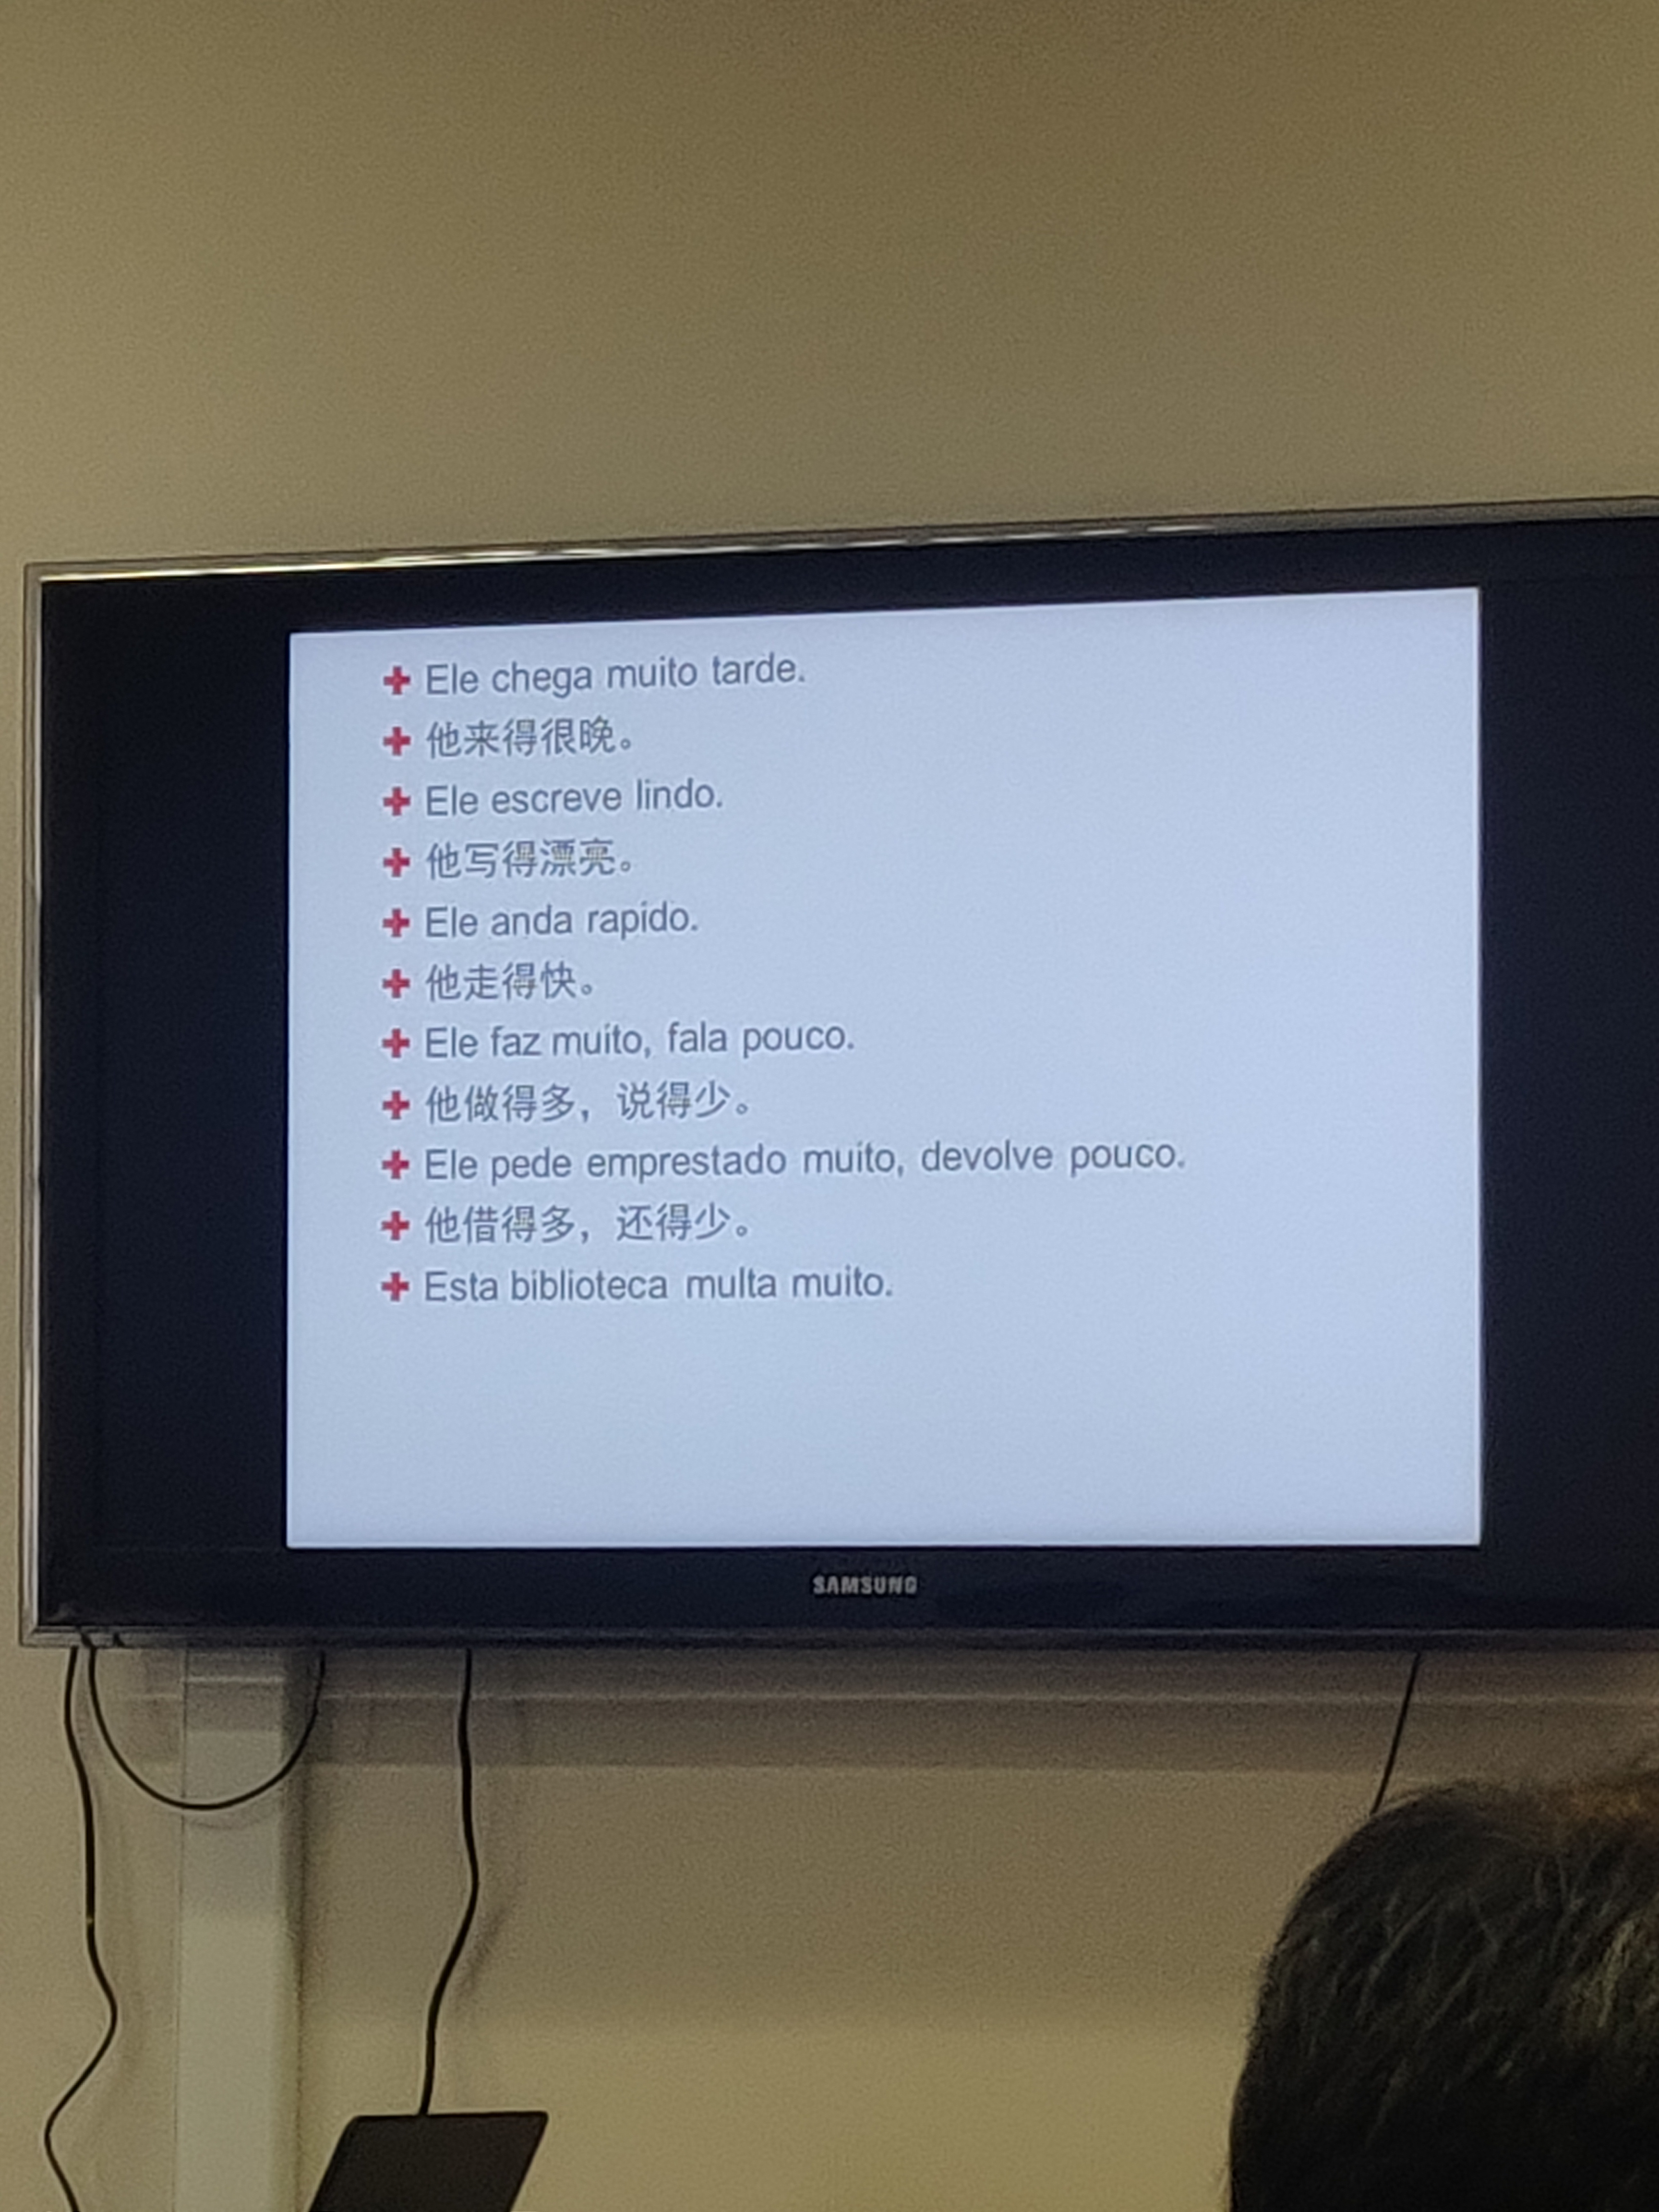 Ele chega muito tarde.
他来得很晚。
Ele escreve lindo.
他写得漂亮。
Ele anda rapido.
他走得快。
Ele faz muito, fala pouco.
他做得多，说得少。
Ele pede emprestado muito, devolve pouco.
他借得多，还得少。
Esta biblioteca multa muito.
SAMSUNG